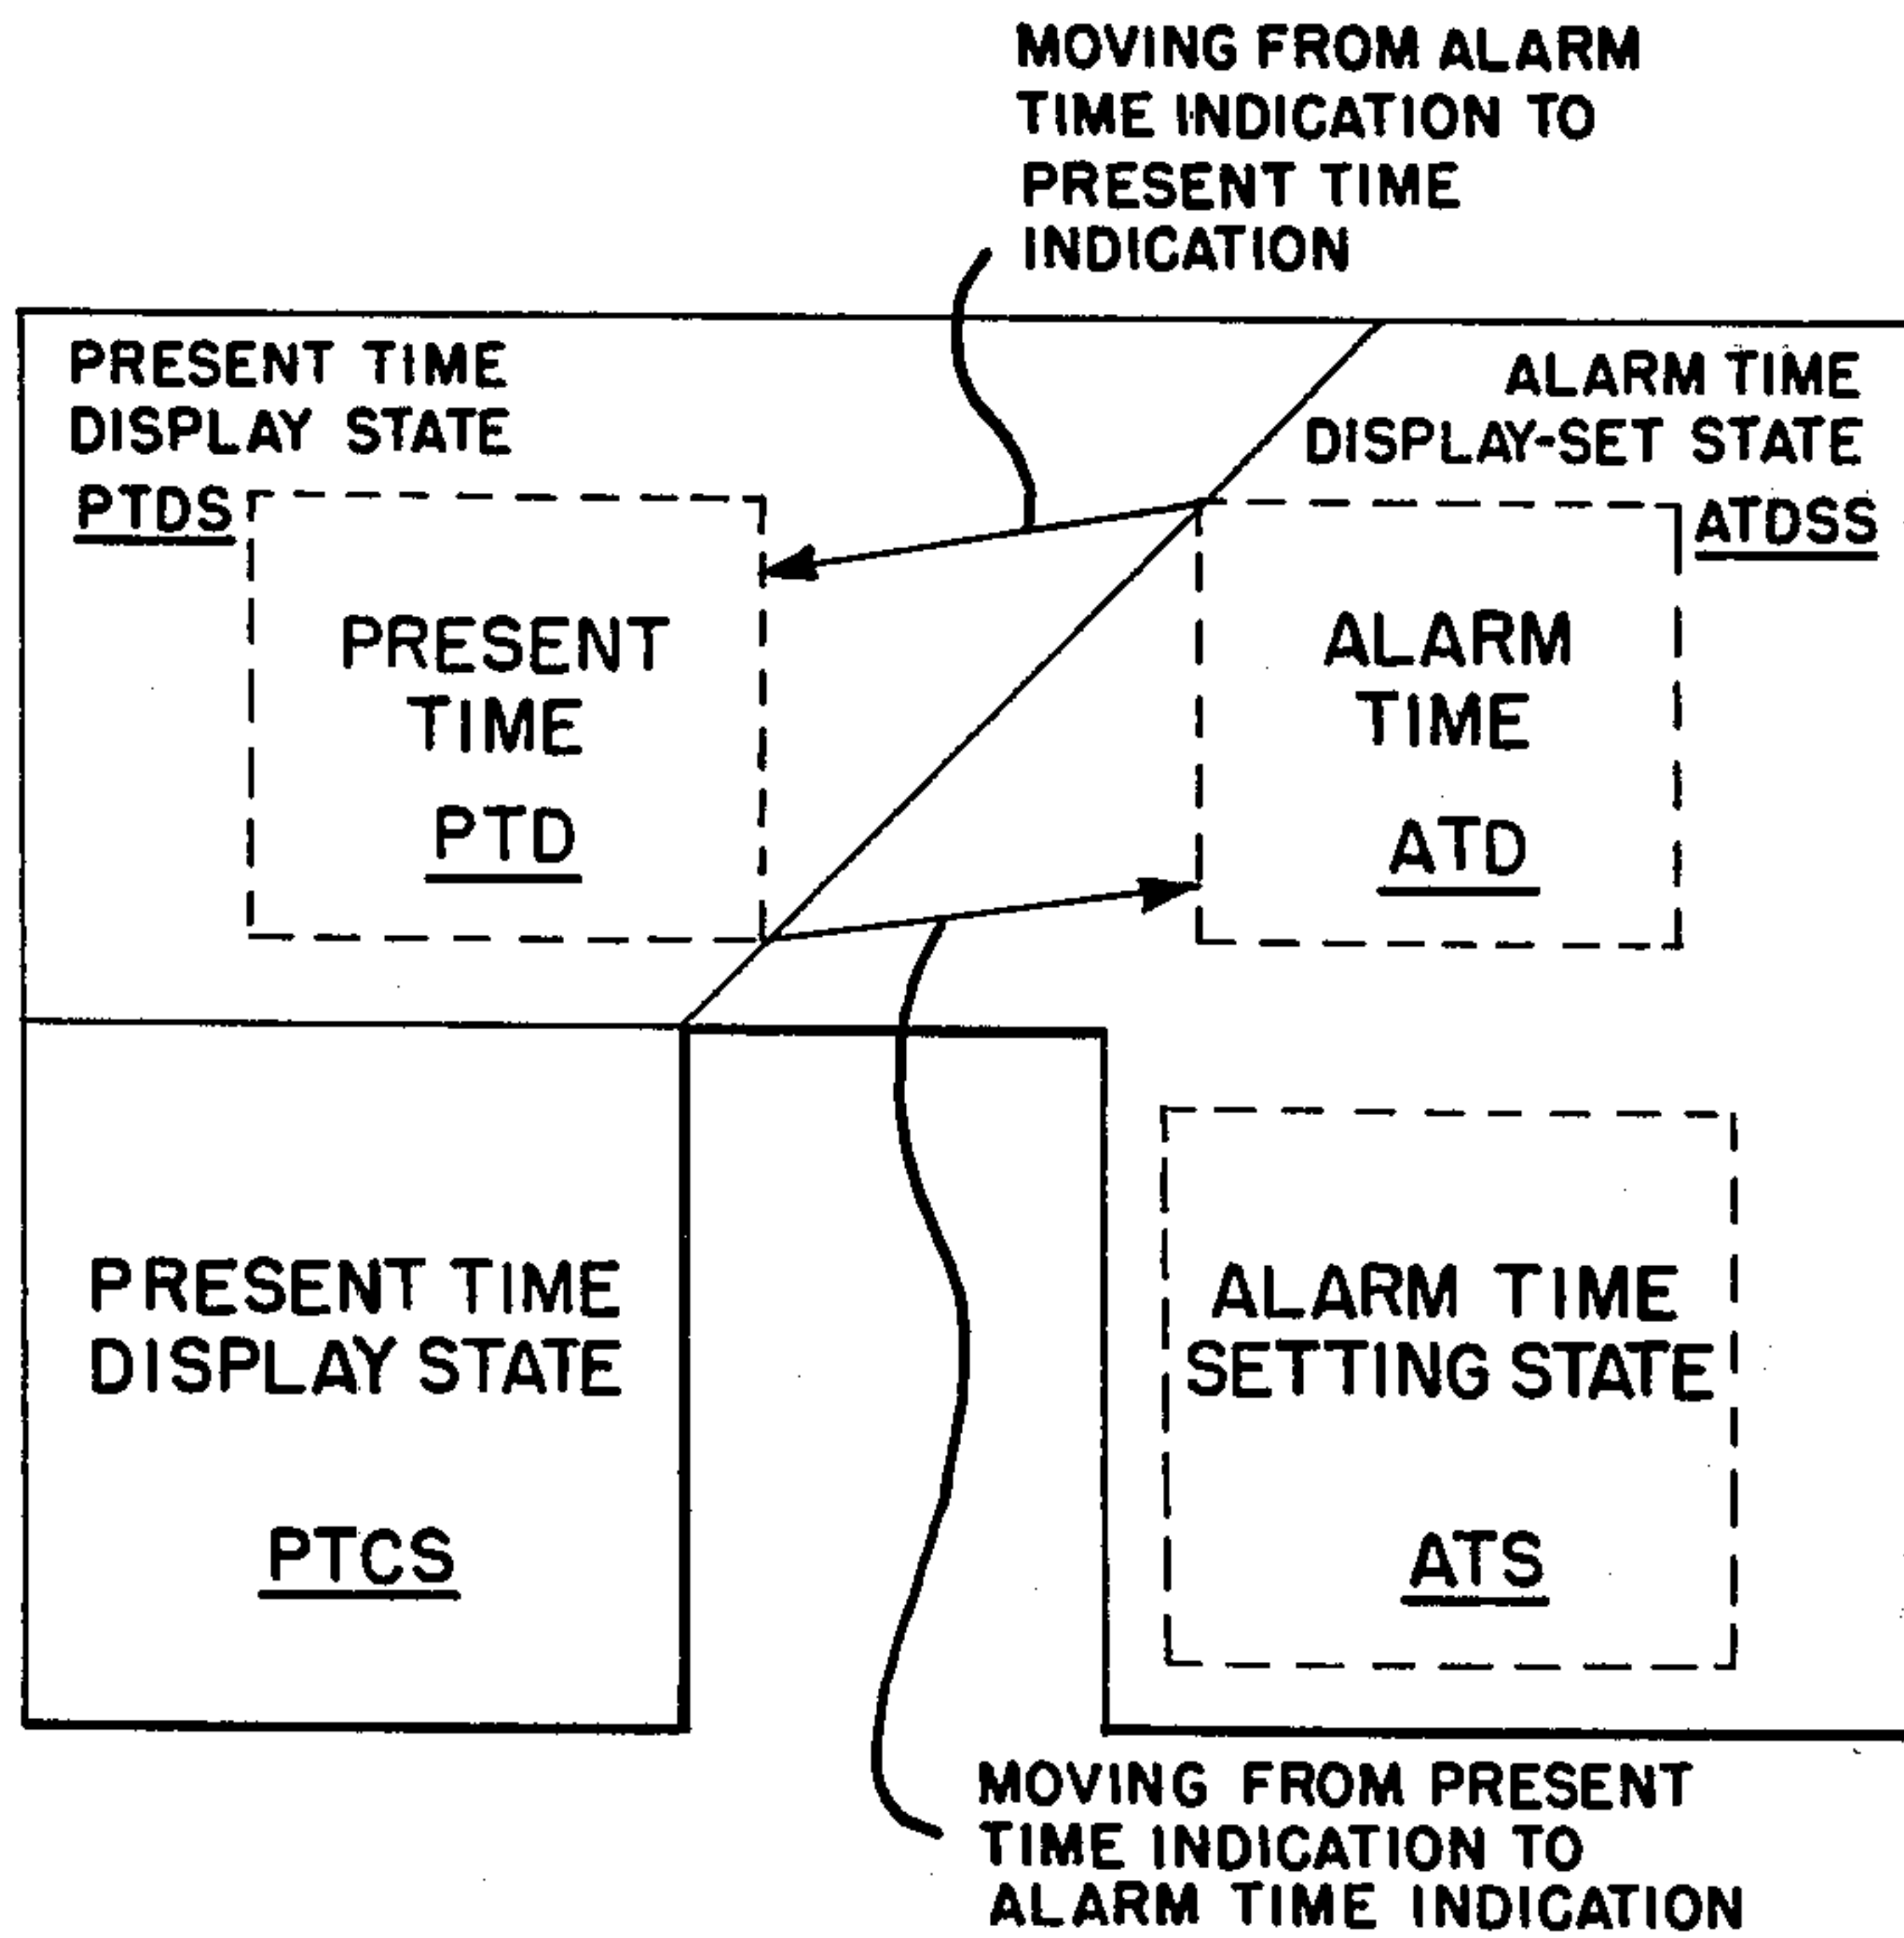 MOVING FROM ALARM
TIME INDICATION TO
PRESENT TIME
INDICATION
PRESENT TIME
DISPLAY STATE
PTDS
ALARM TIME
DISPLAY-SET STATE
ATDSS
PRESENT
TIME
PTD
ALARM
TIME
ATD
PRESENT TIME
DISPLAY STATE
PTCS
ALARM TIME
SETTING STATE
ATS
MOVING FROM PRESENT
TIME INDICATION TO
ALARM TIME INDICATION